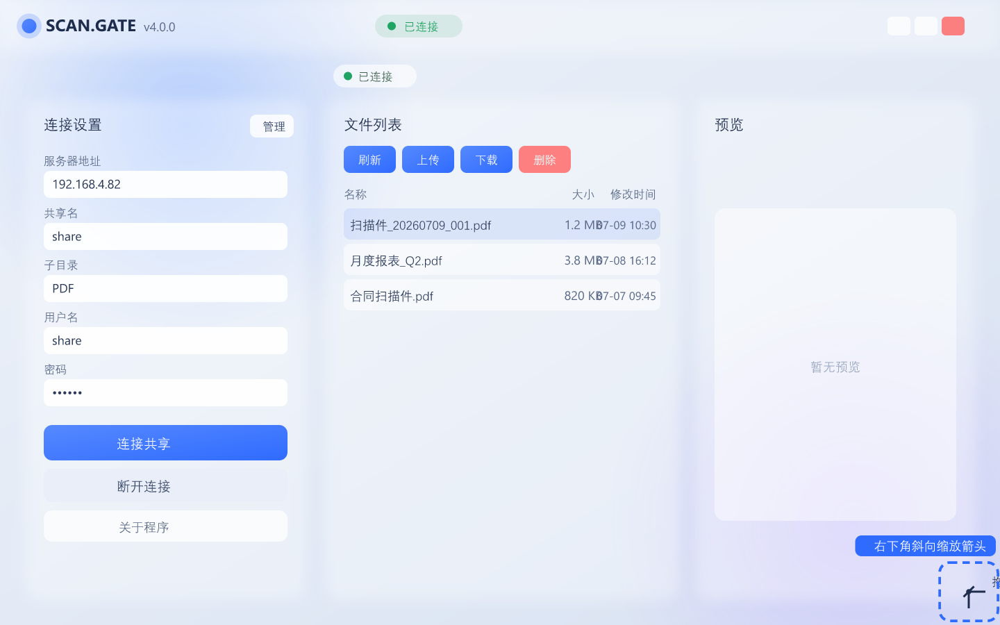 SCAN.GATE v4.0.0
已连接
已连接
连接设置
管理
服务器地址
192.168.4.82
共享名
share
子目录
PDF
用户名
share
密码
••••••
连接共享
断开连接
关于程序
文件列表
刷新 上传 下载 删除
名称 大小 修改时间
扫描件_20260709_001.pdf 1.2 MB 07-09 10:30
月度报表_Q2.pdf 3.8 MB 07-08 16:12
合同扫描件.pdf 820 KB 07-07 09:45
预览
暂无预览
右下角斜向缩放箭头